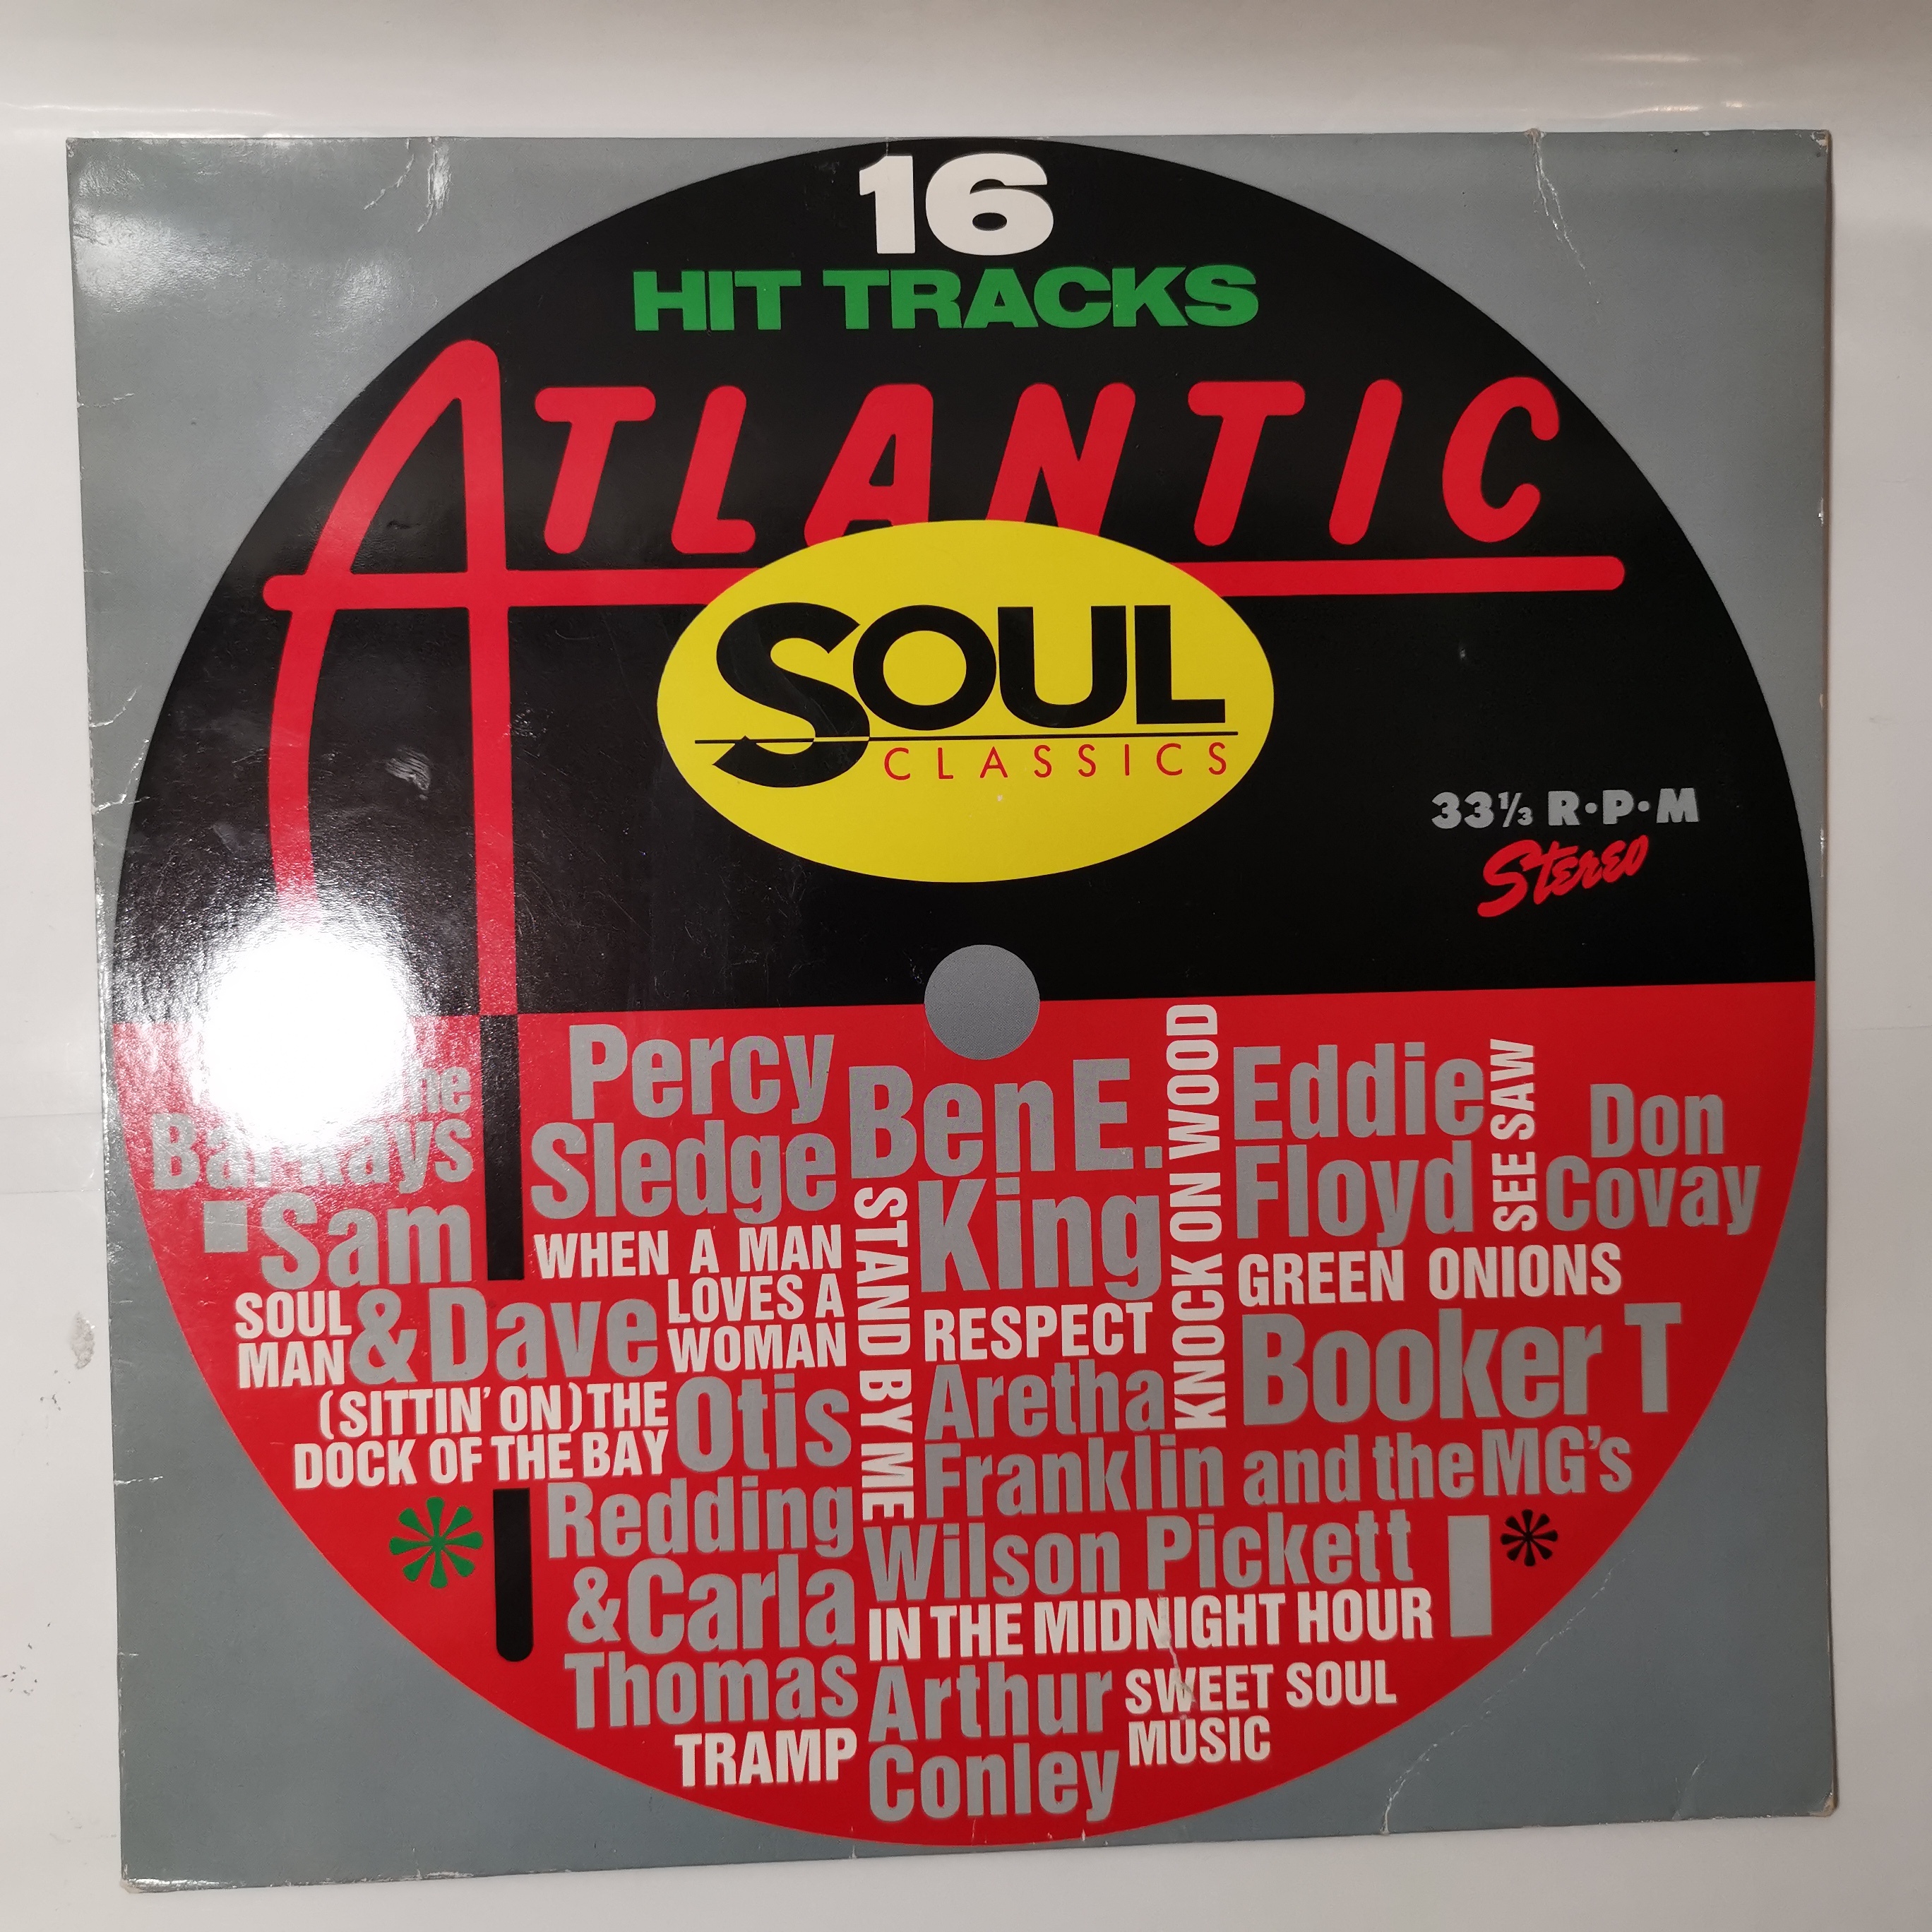 16
HIT TRACKS
ATLANTIC
SOUL
CLASSICS
33⅓ R·P·M
Stereo
Sam
& Dave
SOUL
MAN
Percy
Sledge
WHEN A MAN
LOVES A
WOMAN
(SITTIN' ON) THE
DOCK OF THE BAY
Otis
Redding
& Carla
Thomas
TRAMP
Ben E.
King
STAND BY ME
RESPECT
Aretha
Franklin
KNOCK ON WOOD
Eddie
Floyd
SEE SAW
Don
Covay
GREEN ONIONS
Booker T
and the MG's
Wilson Pickett
IN THE MIDNIGHT HOUR
Arthur
Conley
SWEET SOUL
MUSIC